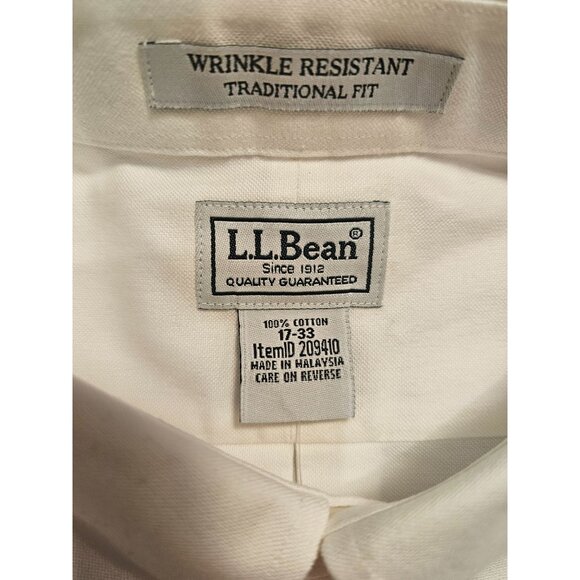 WRINKLE RESISTANT
TRADITIONAL FIT
L.L.Bean®
Since 1912
QUALITY GUARANTEED
100% COTTON
17-33
ItemID 209410
MADE IN MALAYSIA
CARE ON REVERSE